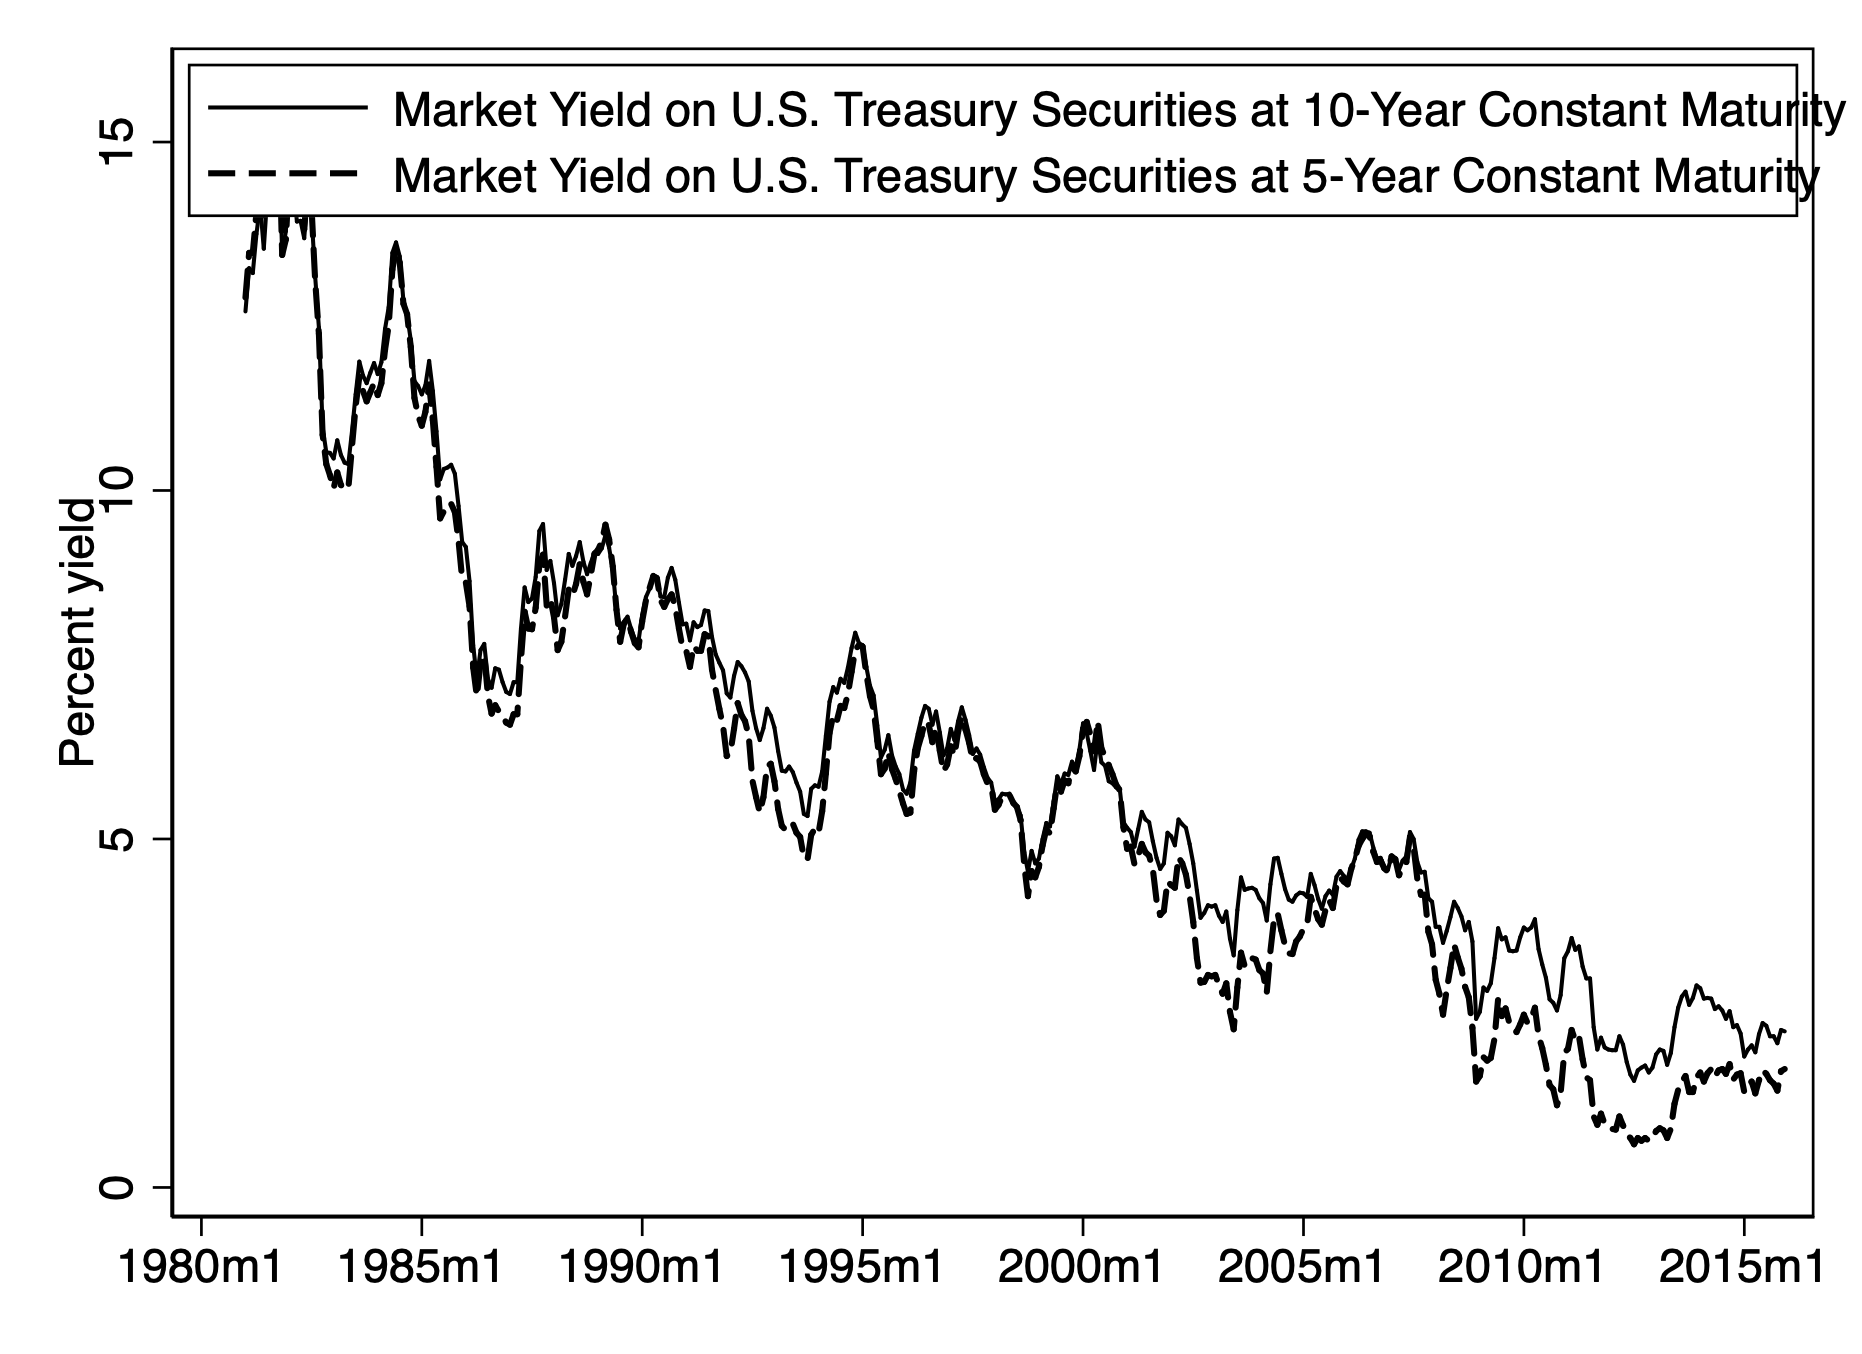 Market Yield on U.S. Treasury Securities at 10-Year Constant Maturity
Market Yield on U.S. Treasury Securities at 5-Year Constant Maturity
Percent yield
15
10
5
0
1980m1 1985m1 1990m1 1995m1 2000m1 2005m1 2010m1 2015m1